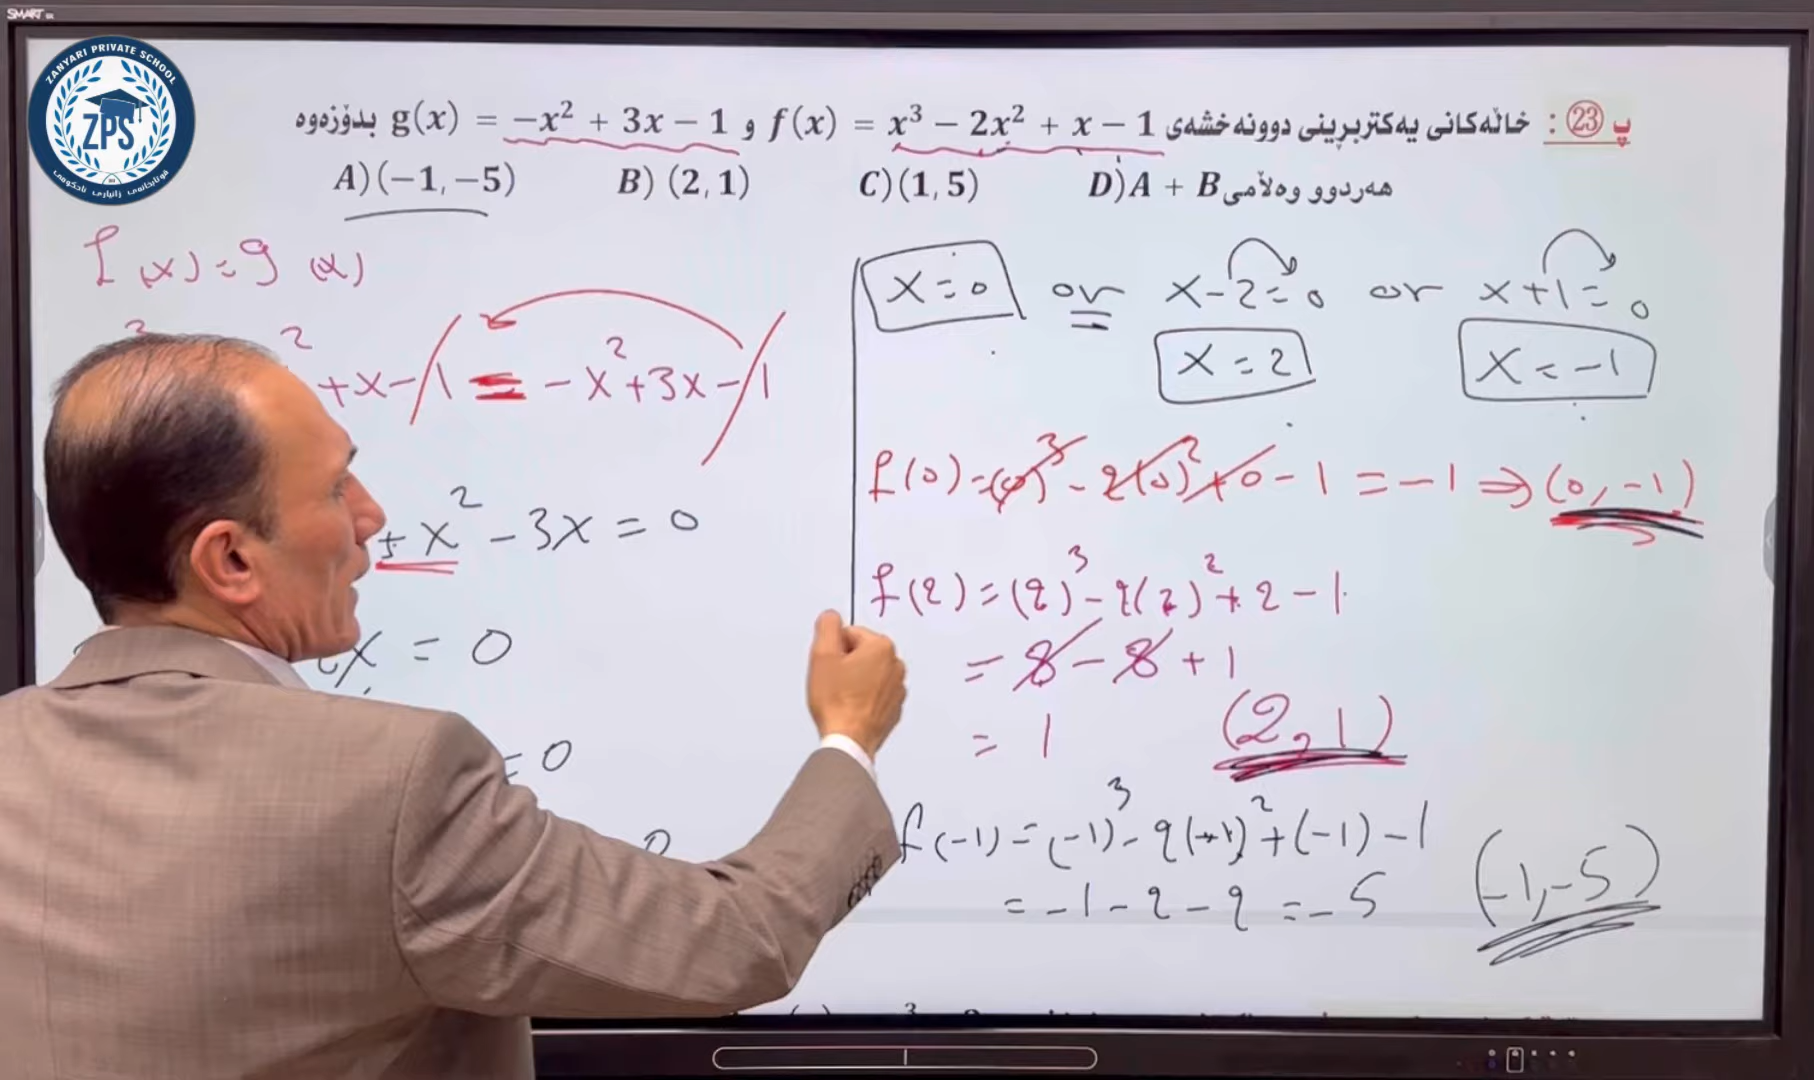 SMART
ZANYARI PRIVATE SCHOOL
ZPS
پ 23 : خاڵەکانی یەکتربڕینی دوونەخشەی f(x) = x³ − 2x² + x − 1 و g(x) = −x² + 3x − 1 بدۆزەوە
A) (−1, −5) B) (2, 1) C) (1, 5) D) A + B هەردوو وەڵامی
f(x) = g(x)
+x-1 = -x²+3x-1
+x² - 3x = 0
x = 0
= 0
x = 0 or x-2=0 or x+1=0
x = 2 x = -1
f(0) = (0)³ - 2(0)² + 0 - 1 = -1 ⇒ (0, -1)
f(2) = (2)³ - 2(2)² + 2 - 1
= 8 - 8 + 1
= 1 (2, 1)
f(-1) = (-1)³ - 2(-1)² + (-1) - 1
= -1 - 2 - 2 = -5 (-1, -5)